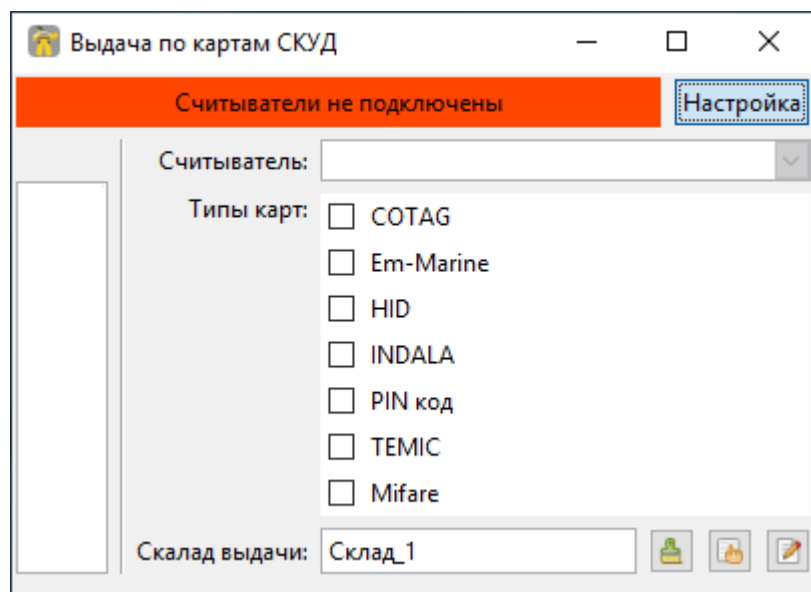 Выдача по картам СКУД
Считыватели не подключены Настройка
Считыватель:
Типы карт: COTAG
Em-Marine
HID
INDALA
PIN код
TEMIC
Mifare
Скалад выдачи: Склад_1